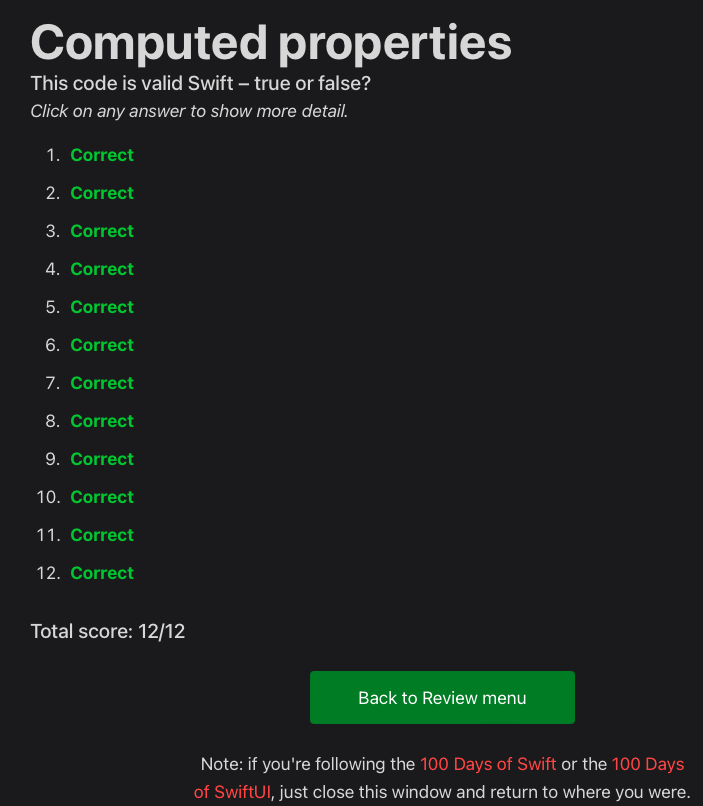 Computed properties
This code is valid Swift – true or false?
Click on any answer to show more detail.
1. Correct
2. Correct
3. Correct
4. Correct
5. Correct
6. Correct
7. Correct
8. Correct
9. Correct
10. Correct
11. Correct
12. Correct
Total score: 12/12
Back to Review menu
Note: if you're following the 100 Days of Swift or the 100 Days
of SwiftUI, just close this window and return to where you were.